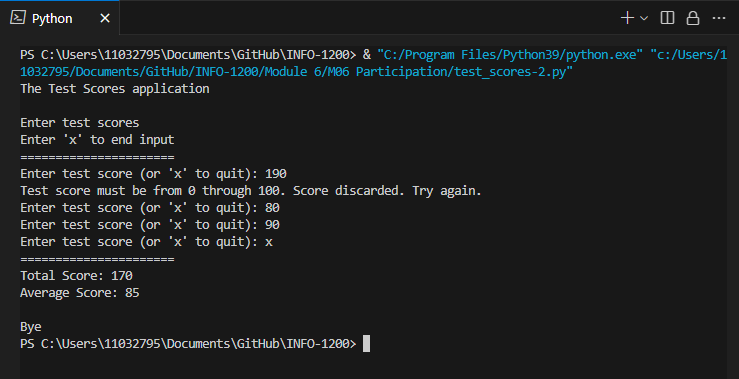 Python
PS C:\Users\11032795\Documents\GitHub\INFO-1200> & "C:/Program Files/Python39/python.exe" "c:/Users/1
1032795/Documents/GitHub/INFO-1200/Module 6/M06 Participation/test_scores-2.py"
The Test Scores application
Enter test scores
Enter 'x' to end input
======================
Enter test score (or 'x' to quit): 190
Test score must be from 0 through 100. Score discarded. Try again.
Enter test score (or 'x' to quit): 80
Enter test score (or 'x' to quit): 90
Enter test score (or 'x' to quit): x
======================
Total Score: 170
Average Score: 85
Bye
PS C:\Users\11032795\Documents\GitHub\INFO-1200>